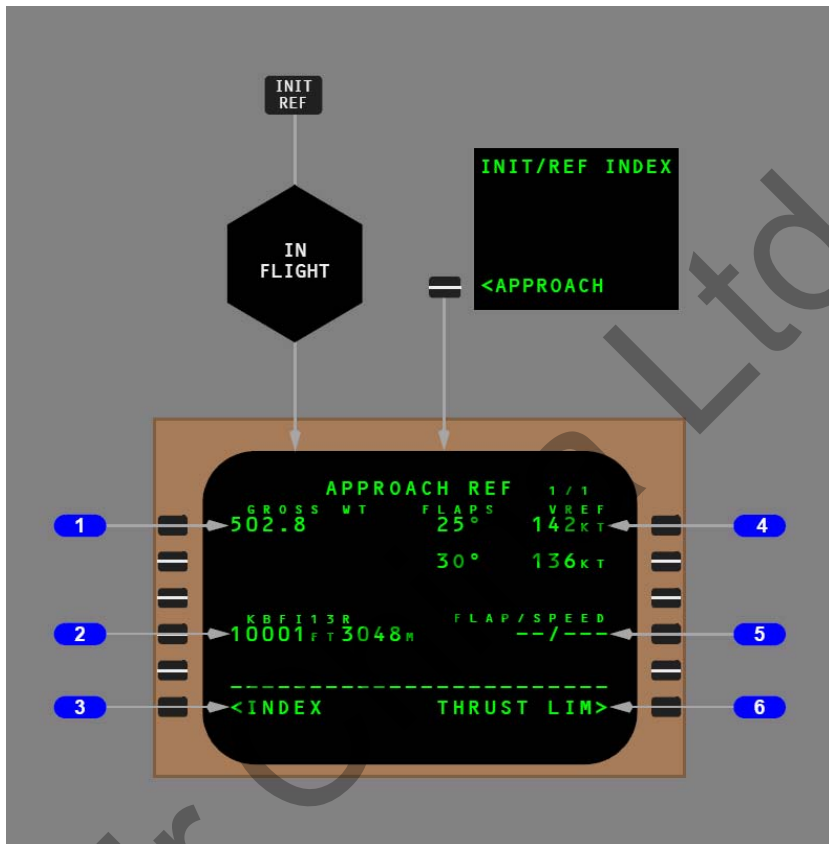 INIT
REF
INIT/REF INDEX
IN
FLIGHT
<APPROACH
APPROACH REF 1/1
GROSS WT FLAPS VREF
1 502.8 25° 142KT 4
30° 136KT
KBFI13R FLAP/SPEED
2 10001FT3048M --/--- 5
------------------------
3 <INDEX THRUST LIM> 6
Ltd